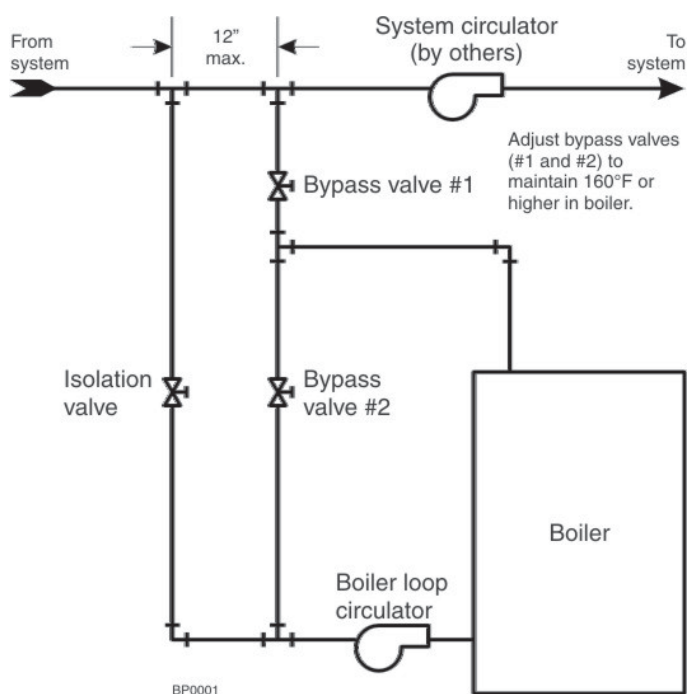 From
system
12"
max.
System circulator
(by others)
To
system
Adjust bypass valves
(#1 and #2) to
maintain 160°F or
higher in boiler.
Bypass valve #1
Isolation
valve
Bypass
valve #2
Boiler
Boiler loop
circulator
BP0001